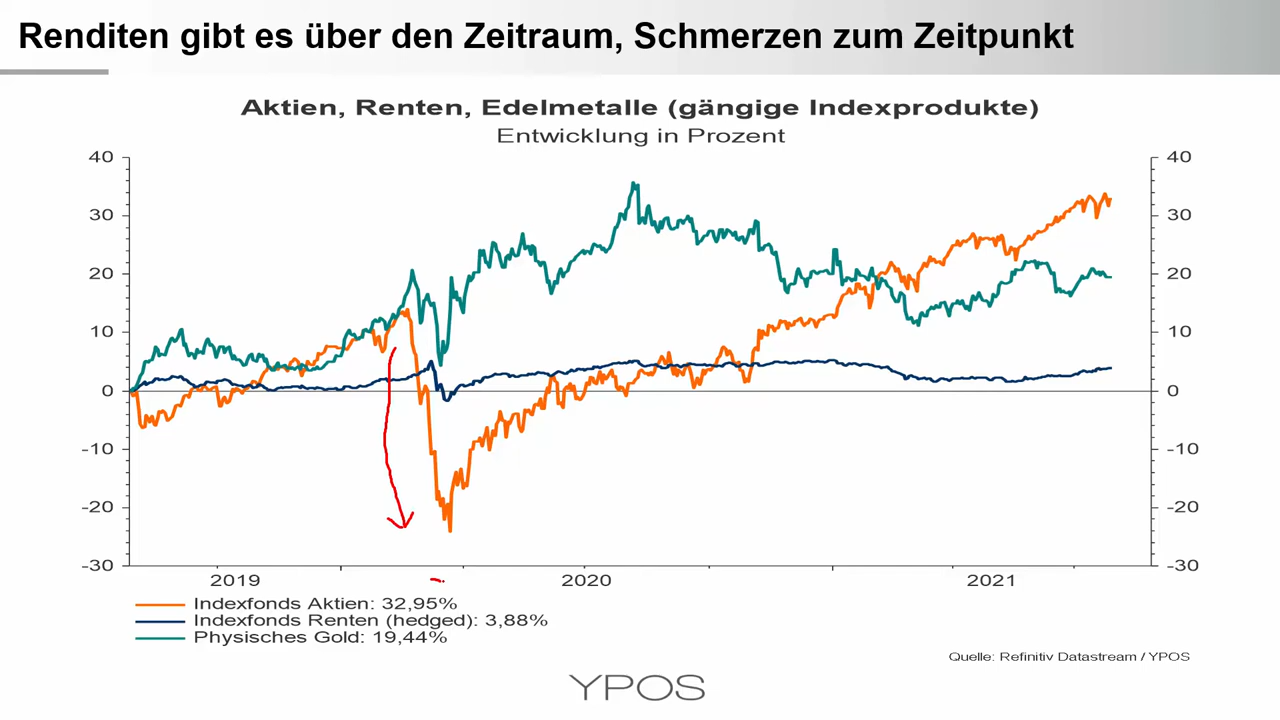 Renditen gibt es über den Zeitraum, Schmerzen zum Zeitpunkt
Aktien, Renten, Edelmetalle (gängige Indexprodukte)
Entwicklung in Prozent
40 40
30 30
20 20
10 10
0 0
-10 -10
-20 -20
-30 -30
2019 2020 2021
Indexfonds Aktien: 32,95%
Indexfonds Renten (hedged): 3,88%
Physisches Gold: 19,44%
Quelle: Refinitiv Datastream / YPOS
YPOS